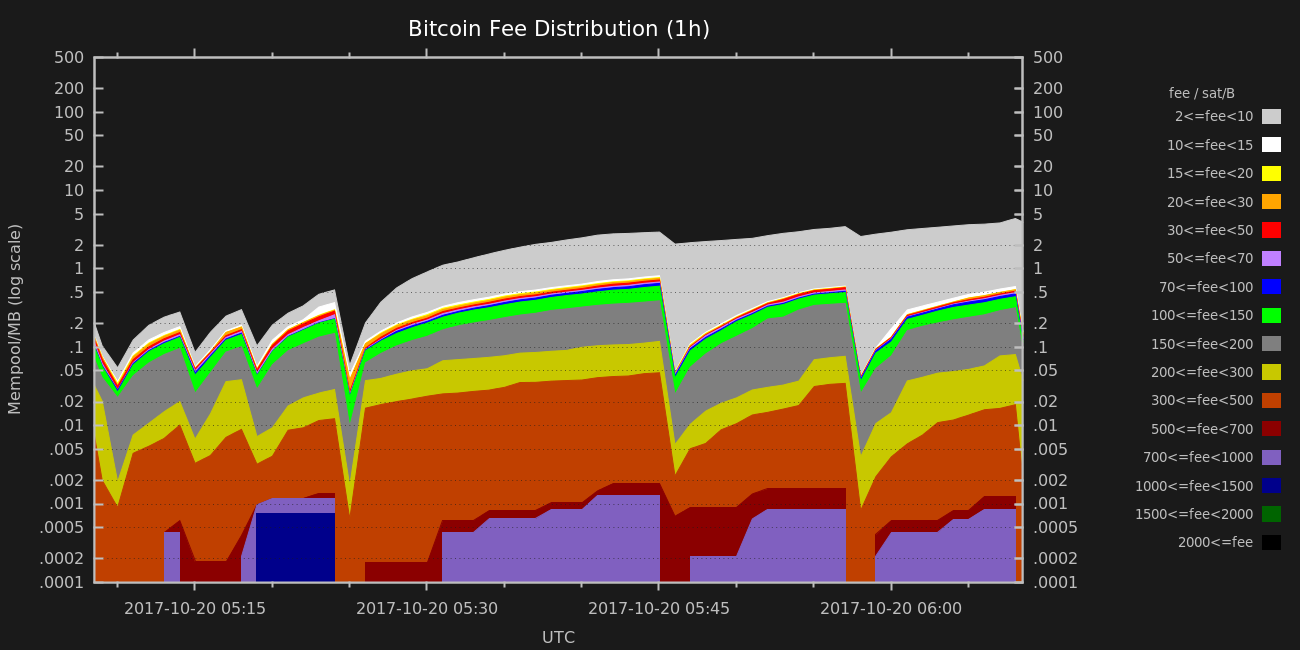 Bitcoin Fee Distribution (1h)
500
200
100
50
20
10
5
2
1
.5
.2
.1
.05
.02
.01
.005
.002
.001
.0005
.0002
.0001
Mempool/MB (log scale)
500
200
100
50
20
10
5
2
1
.5
.2
.1
.05
.02
.01
.005
.002
.001
.0005
.0002
.0001
2017-10-20 05:15
2017-10-20 05:30
2017-10-20 05:45
2017-10-20 06:00
UTC
fee / sat/B
2<=fee<10
10<=fee<15
15<=fee<20
20<=fee<30
30<=fee<50
50<=fee<70
70<=fee<100
100<=fee<150
150<=fee<200
200<=fee<300
300<=fee<500
500<=fee<700
700<=fee<1000
1000<=fee<1500
1500<=fee<2000
2000<=fee